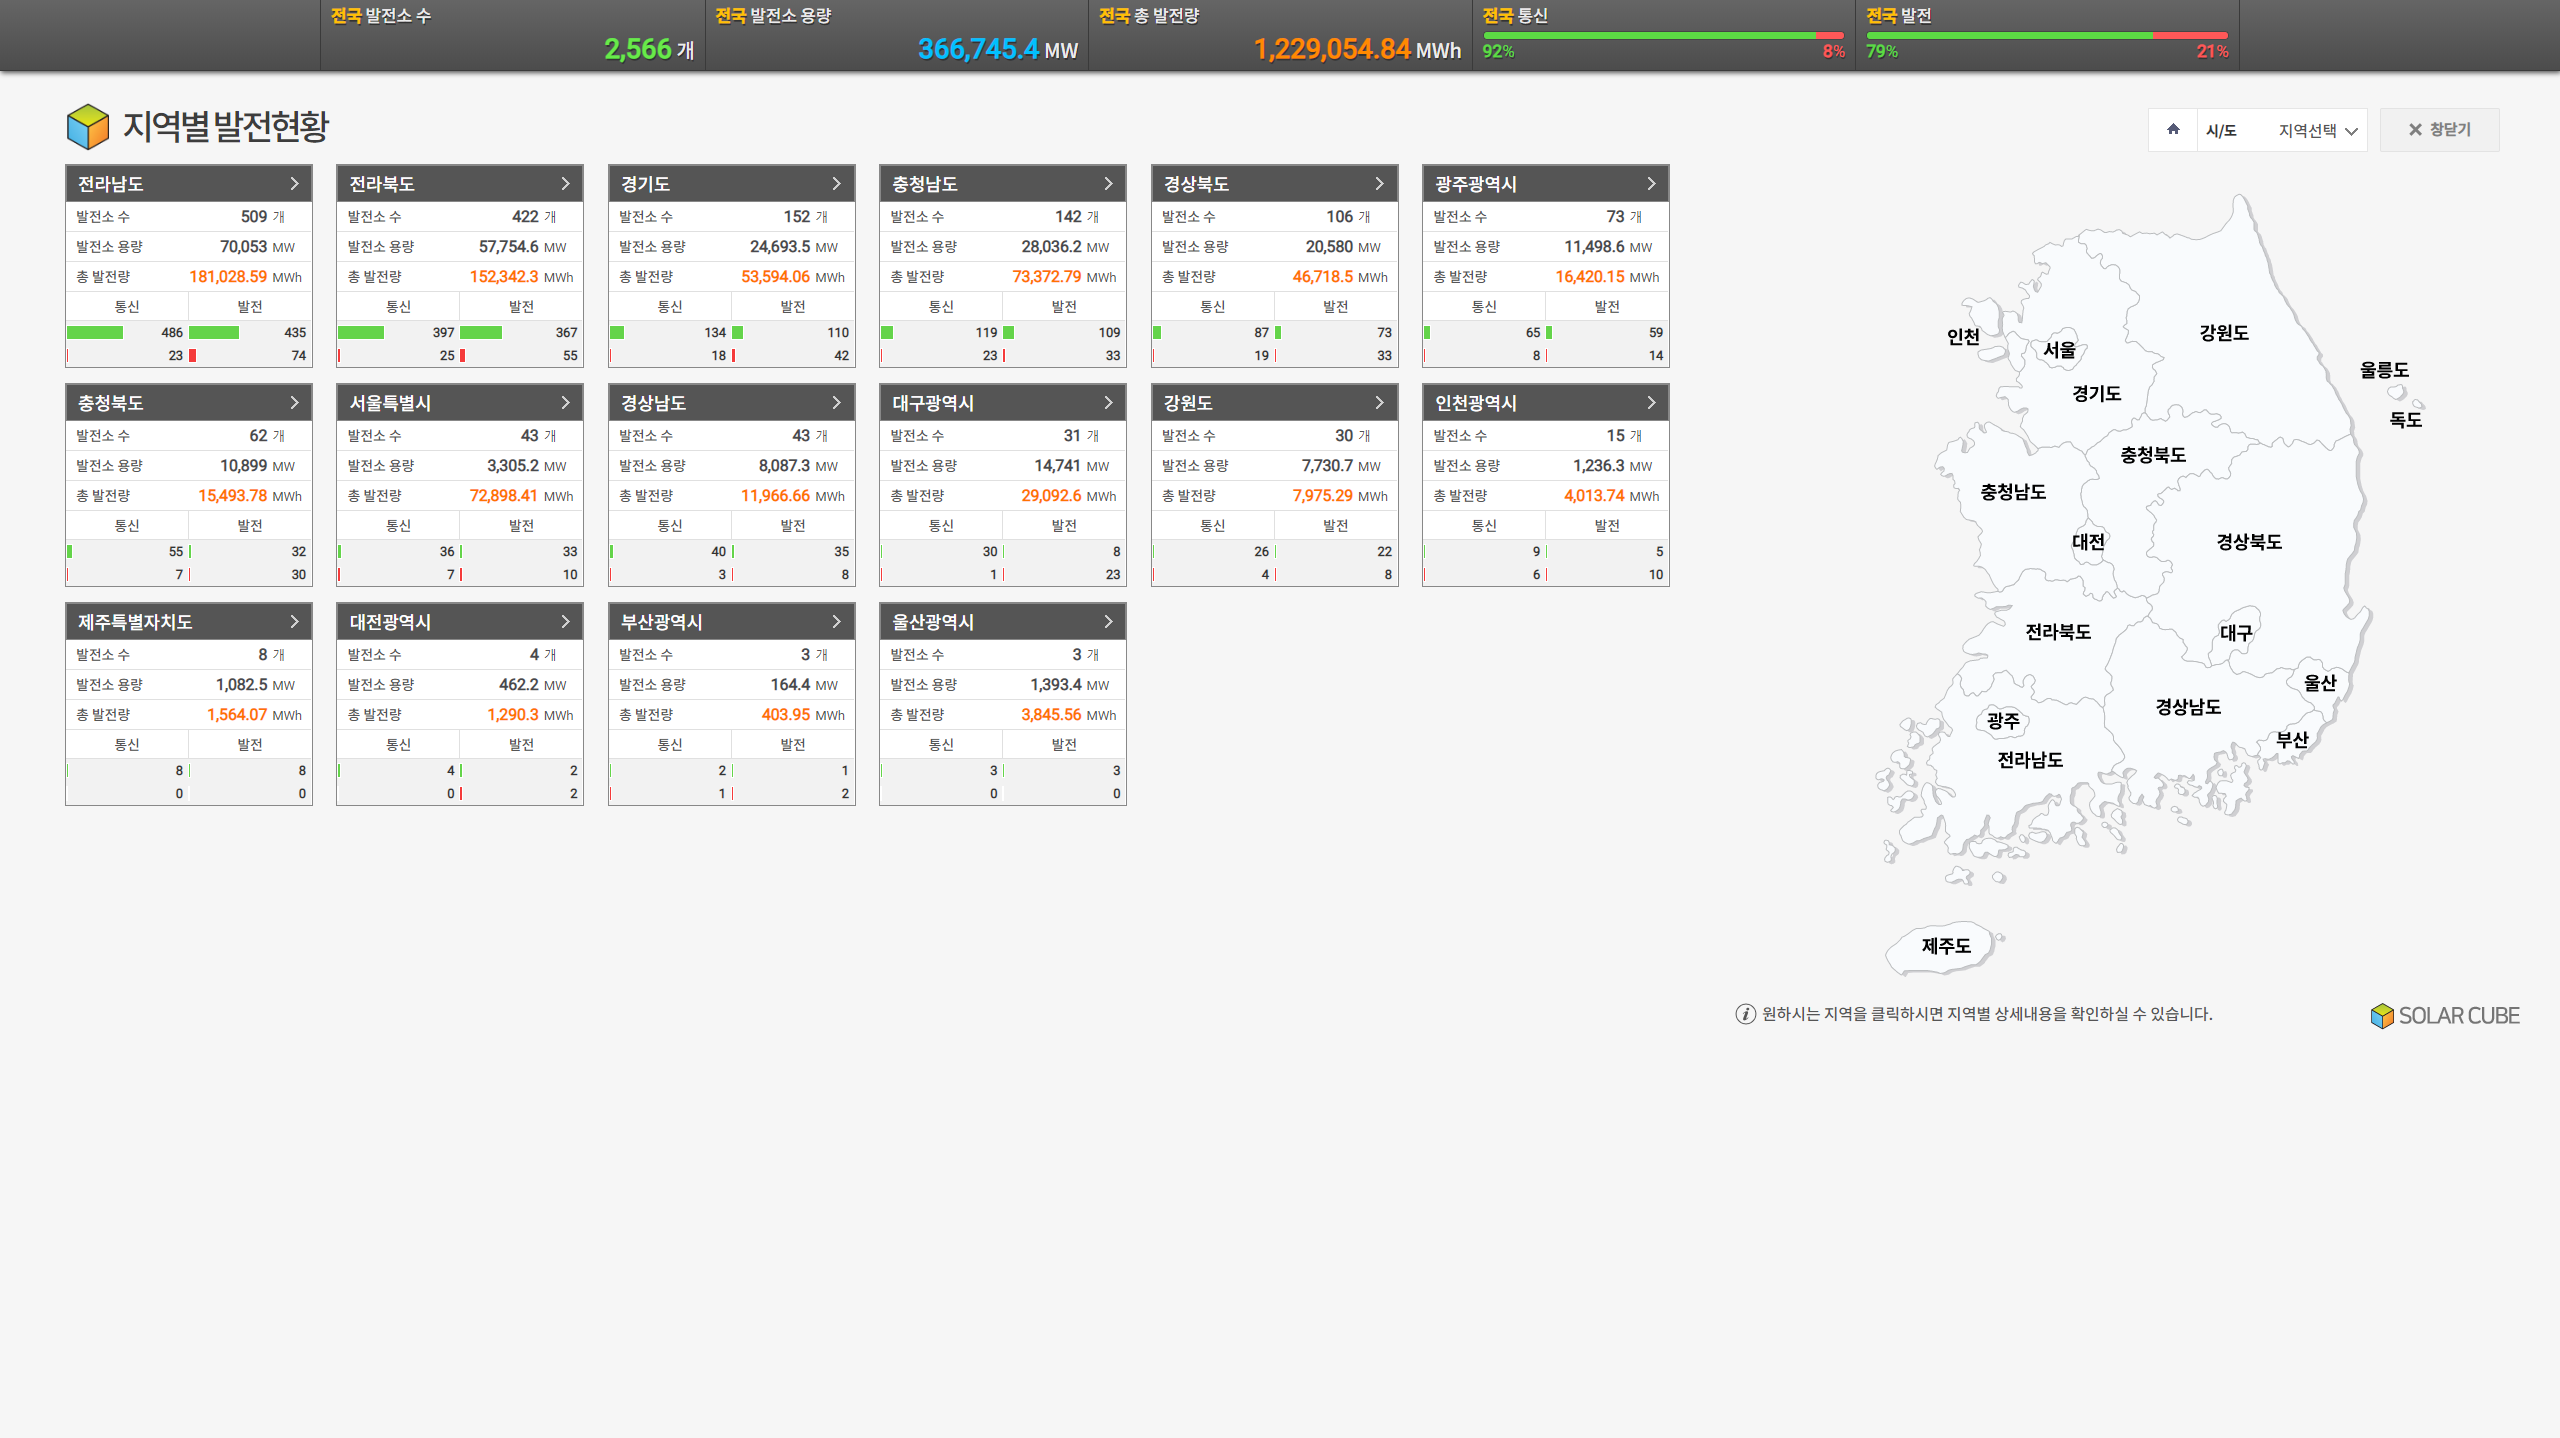 전국 발전소 수
2,566 개
전국 발전소 용량
366,745.4 MW
전국 총 발전량
1,229,054.84 MWh
전국 통신
92% 8%
전국 발전
79% 21%
지역별 발전현황
시/도 지역선택
창닫기
전라남도
발전소 수 509 개
발전소 용량 70,053 MW
총 발전량 181,028.59 MWh
통신 발전
486 435
23 74
전라북도
발전소 수 422 개
발전소 용량 57,754.6 MW
총 발전량 152,342.3 MWh
통신 발전
397 367
25 55
경기도
발전소 수 152 개
발전소 용량 24,693.5 MW
총 발전량 53,594.06 MWh
통신 발전
134 110
18 42
충청남도
발전소 수 142 개
발전소 용량 28,036.2 MW
총 발전량 73,372.79 MWh
통신 발전
119 109
23 33
경상북도
발전소 수 106 개
발전소 용량 20,580 MW
총 발전량 46,718.5 MWh
통신 발전
87 73
19 33
광주광역시
발전소 수 73 개
발전소 용량 11,498.6 MW
총 발전량 16,420.15 MWh
통신 발전
65 59
8 14
충청북도
발전소 수 62 개
발전소 용량 10,899 MW
총 발전량 15,493.78 MWh
통신 발전
55 32
7 30
서울특별시
발전소 수 43 개
발전소 용량 3,305.2 MW
총 발전량 72,898.41 MWh
통신 발전
36 33
7 10
경상남도
발전소 수 43 개
발전소 용량 8,087.3 MW
총 발전량 11,966.66 MWh
통신 발전
40 35
3 8
대구광역시
발전소 수 31 개
발전소 용량 14,741 MW
총 발전량 29,092.6 MWh
통신 발전
30 8
1 23
강원도
발전소 수 30 개
발전소 용량 7,730.7 MW
총 발전량 7,975.29 MWh
통신 발전
26 22
4 8
인천광역시
발전소 수 15 개
발전소 용량 1,236.3 MW
총 발전량 4,013.74 MWh
통신 발전
9 5
6 10
제주특별자치도
발전소 수 8 개
발전소 용량 1,082.5 MW
총 발전량 1,564.07 MWh
통신 발전
8 8
0 0
대전광역시
발전소 수 4 개
발전소 용량 462.2 MW
총 발전량 1,290.3 MWh
통신 발전
4 2
0 2
부산광역시
발전소 수 3 개
발전소 용량 164.4 MW
총 발전량 403.95 MWh
통신 발전
2 1
1 2
울산광역시
발전소 수 3 개
발전소 용량 1,393.4 MW
총 발전량 3,845.56 MWh
통신 발전
3 3
0 0
강원도
인천
서울
울릉도
경기도
독도
충청북도
충청남도
대전
경상북도
전라북도
대구
울산
경상남도
광주
부산
전라남도
제주도
원하시는 지역을 클릭하시면 지역별 상세내용을 확인하실 수 있습니다.
SOLAR CUBE